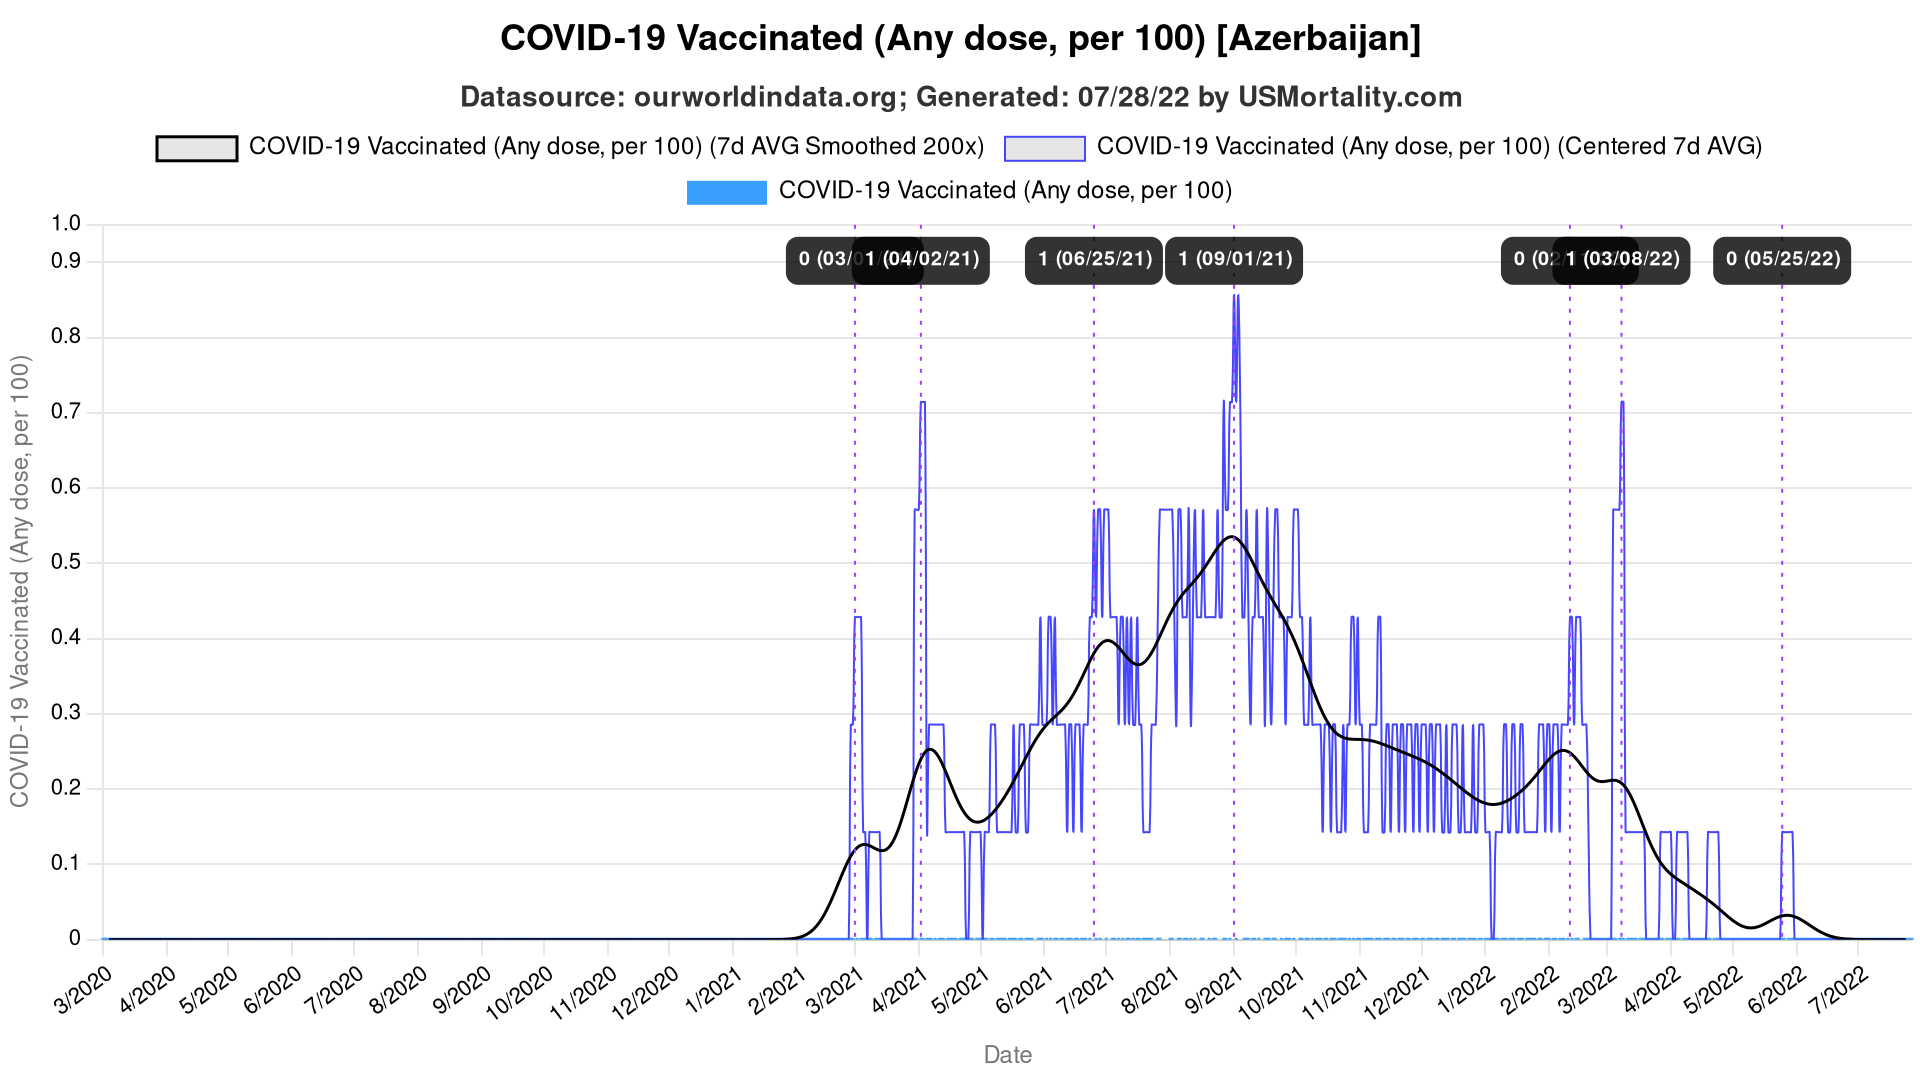 COVID-19 Vaccinated (Any dose, per 100) [Azerbaijan]
Datasource: ourworldindata.org; Generated: 07/28/22 by USMortality.com
COVID-19 Vaccinated (Any dose, per 100) (7d AVG Smoothed 200x) COVID-19 Vaccinated (Any dose, per 100) (Centered 7d AVG)
COVID-19 Vaccinated (Any dose, per 100)
COVID-19 Vaccinated (Any dose, per 100)
1.0
0.9
0.8
0.7
0.6
0.5
0.4
0.3
0.2
0.1
0
0 (03/01 1 (04/02/21) 1 (06/25/21) 1 (09/01/21) 0 (02/ 1 (03/08/22) 0 (05/25/22)
3/2020 4/2020 5/2020 6/2020 7/2020 8/2020 9/2020 10/2020 11/2020 12/2020 1/2021 2/2021 3/2021 4/2021 5/2021 6/2021 7/2021 8/2021 9/2021 10/2021 11/2021 12/2021 1/2022 2/2022 3/2022 4/2022 5/2022 6/2022 7/2022
Date